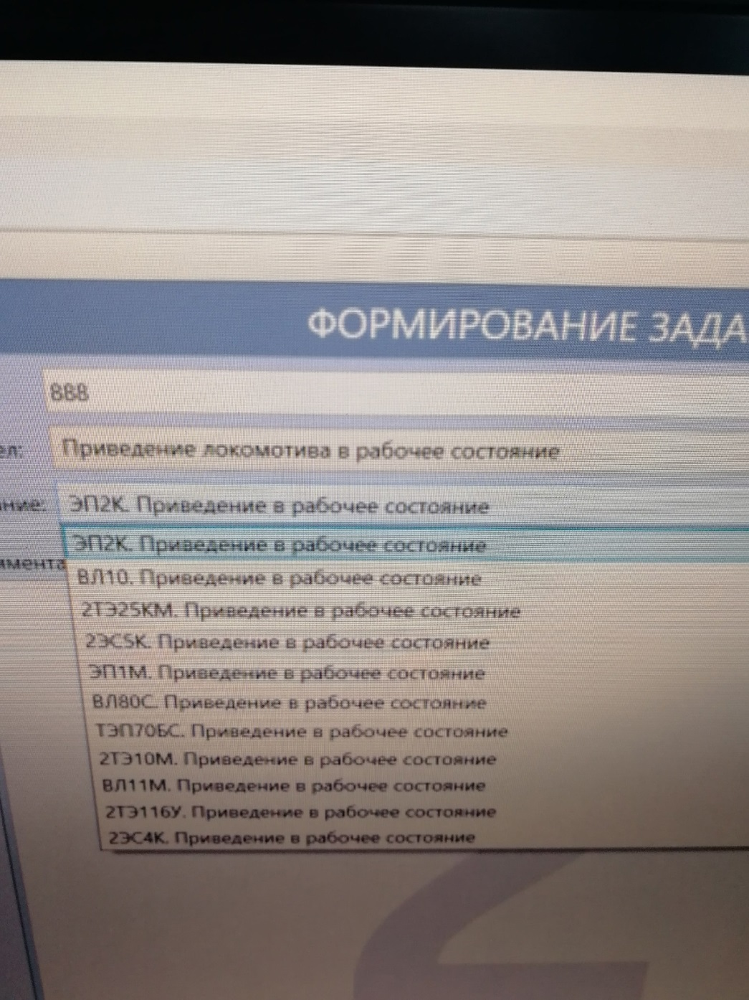 ФОРМИРОВАНИЕ ЗАДА
888
ел: Приведение локомотива в рабочее состояние
ние: ЭП2К. Приведение в рабочее состояние
ЭП2К. Приведение в рабочее состояние
имента
ВЛ10. Приведение в рабочее состояние
2ТЭ25КМ. Приведение в рабочее состояние
2ЭС5К. Приведение в рабочее состояние
ЭП1М. Приведение в рабочее состояние
ВЛ80С. Приведение в рабочее состояние
ТЭП70БС. Приведение в рабочее состояние
2ТЭ10М. Приведение в рабочее состояние
ВЛ11М. Приведение в рабочее состояние
2ТЭ116У. Приведение в рабочее состояние
2ЭС4К. Приведение в рабочее состояние